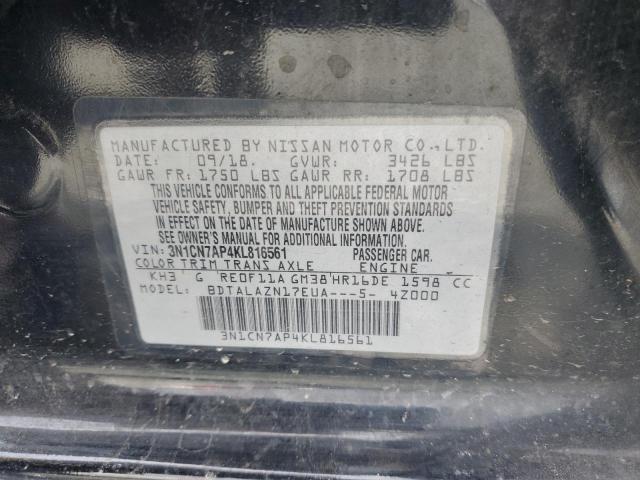 MANUFACTURED BY NISSAN MOTOR CO.,LTD.
DATE: 09/18. GVWR: 3426 LBS
GAWR FR: 1750 LBS GAWR RR: 1708 LBS
THIS VEHICLE CONFORMS TO ALL APPLICABLE FEDERAL MOTOR
VEHICLE SAFETY, BUMPER AND THEFT PREVENTION STANDARDS
IN EFFECT ON THE DATE OF MANUFACTURE SHOWN ABOVE.
SEE OWNER'S MANUAL FOR ADDITIONAL INFORMATION.
VIN: 3N1CN7AP4KL816561 PASSENGER CAR.
COLOR TRIM TRANS AXLE ENGINE
KH3 G RE0F11A GM38 HR16DE 1598 CC
MODEL: BDTALAZN17EUA---5- 4Z000
3N1CN7AP4KL816561